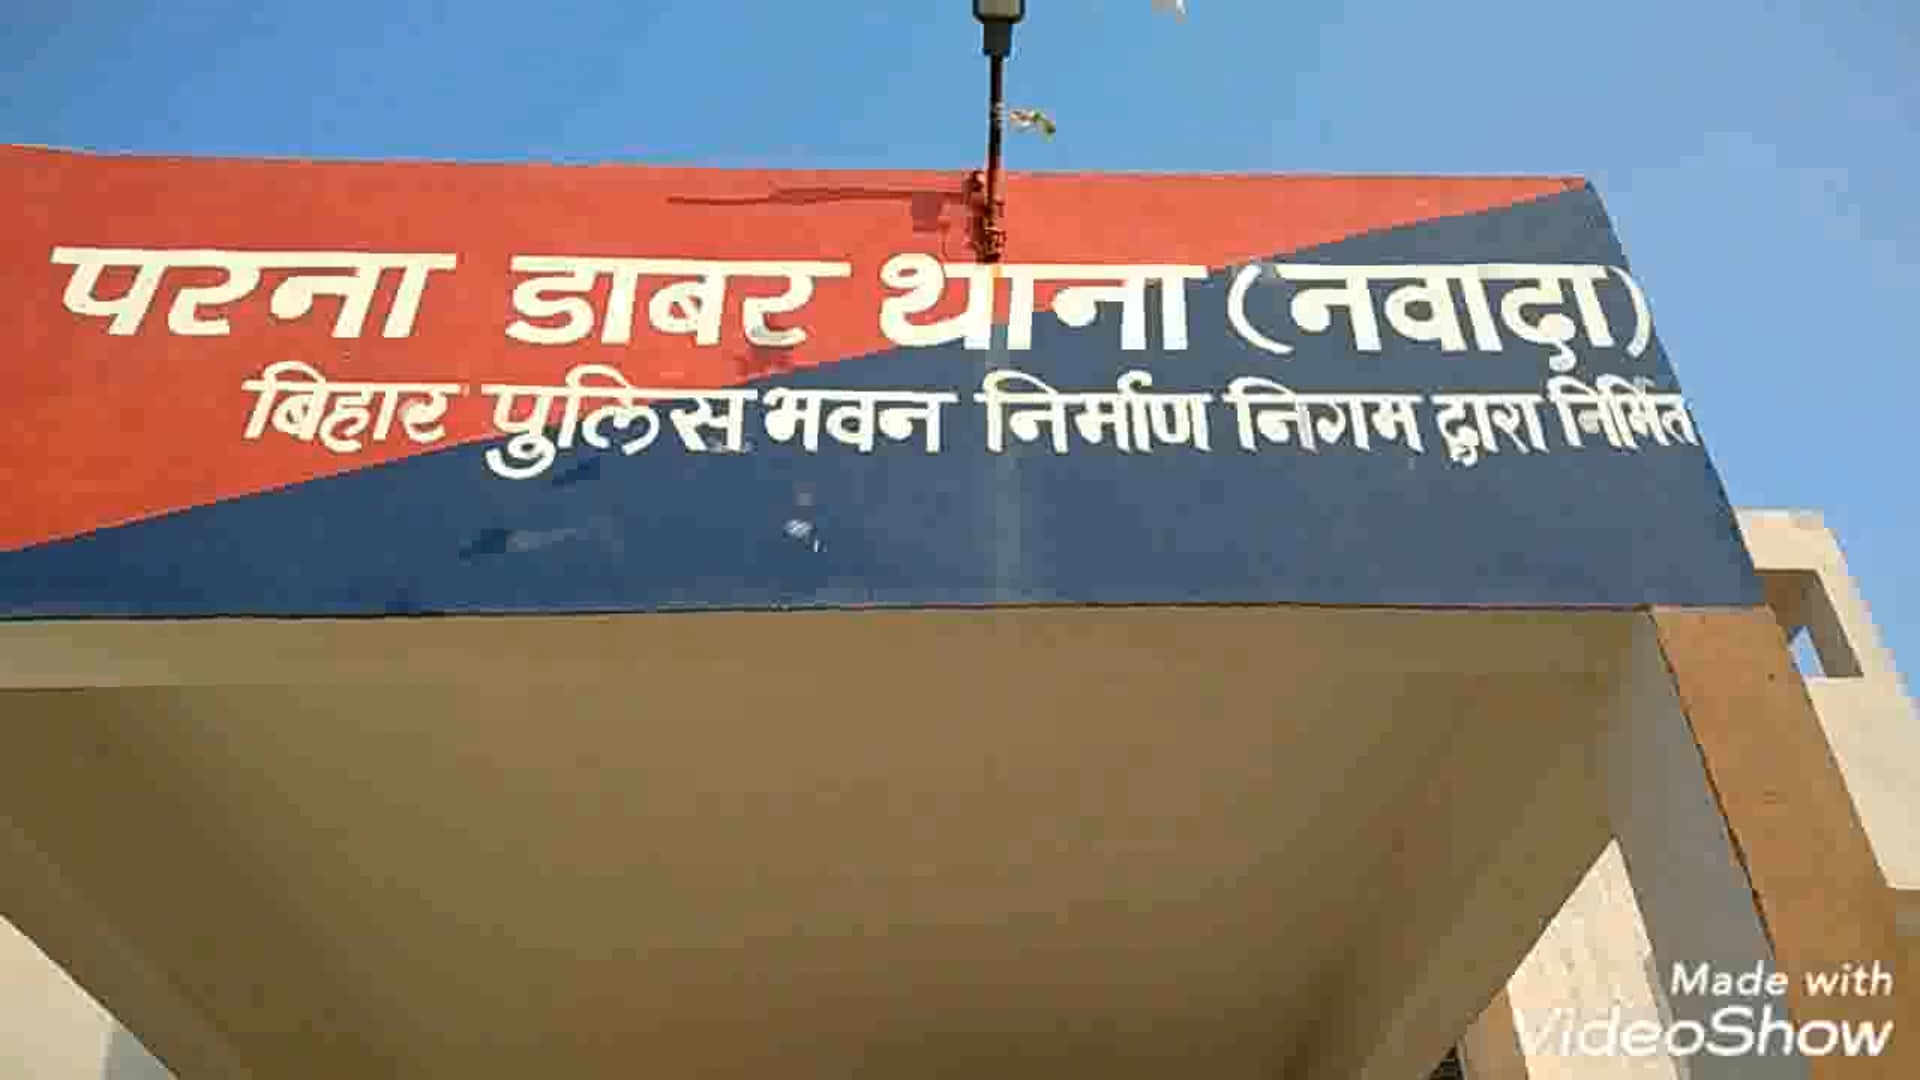 परना डाबर थाना (नवादा)
बिहार पुलिस भवन निर्माण निगम द्वारा निर्मित
Made with
VideoShow